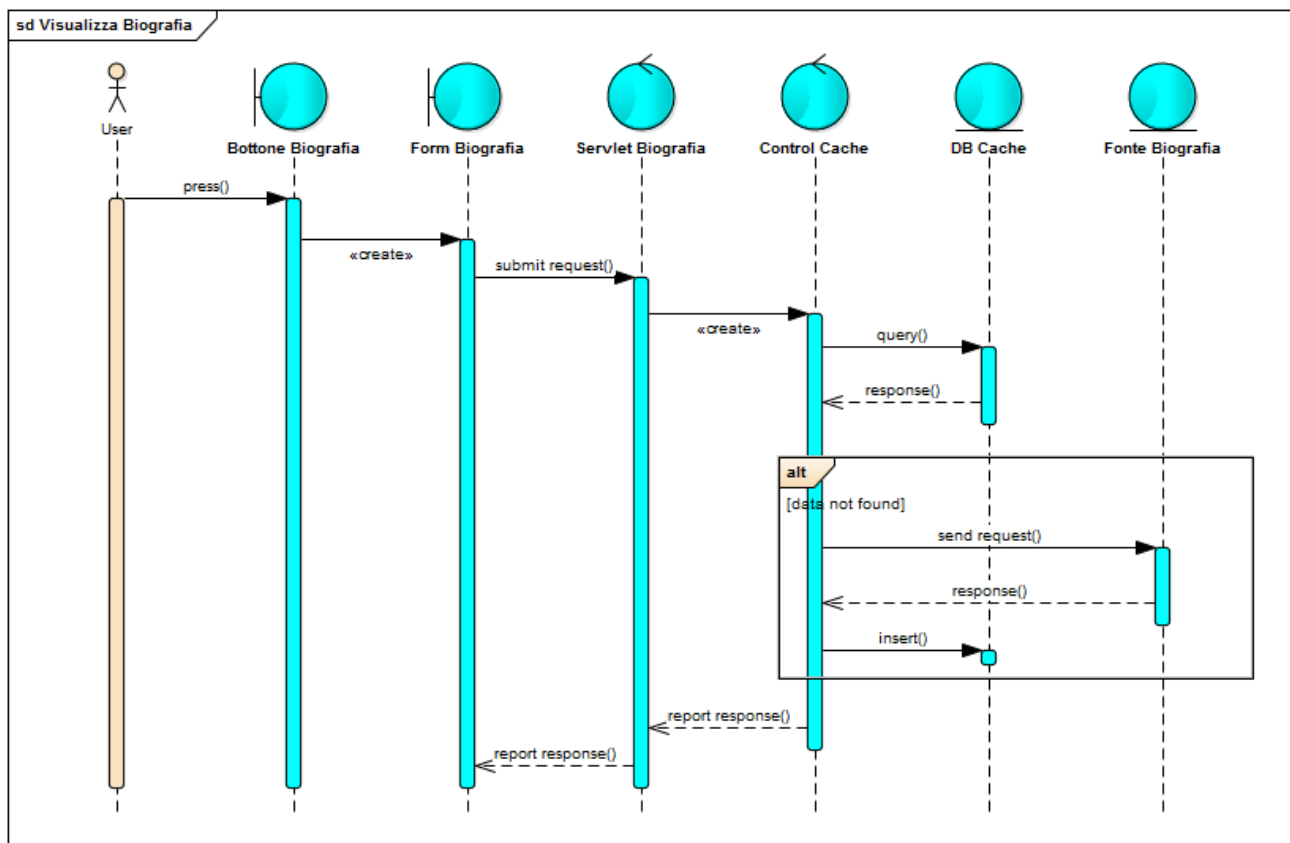 sd Visualizza Biografia
User
Bottone Biografia
Form Biografia
Servlet Biografia
Control Cache
DB Cache
Fonte Biografia
press()
«create»
submit request()
«create»
query()
response()
alt
[data not found]
send request()
response()
insert()
report response()
report response()